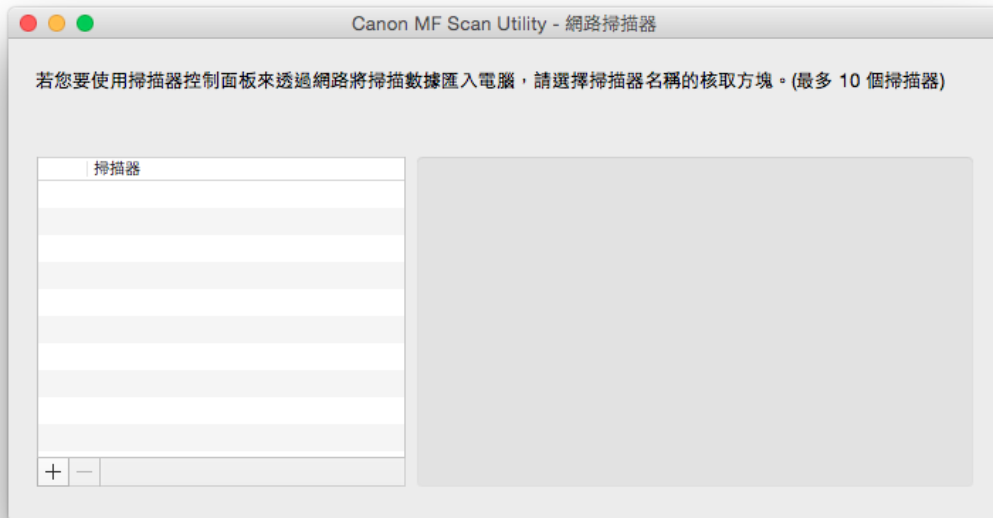 Canon MF Scan Utility - 網路掃描器
若您要使用掃描器控制面板來透過網路將掃描數據匯入電腦，請選擇掃描器名稱的核取方塊。(最多 10 個掃描器)
掃描器